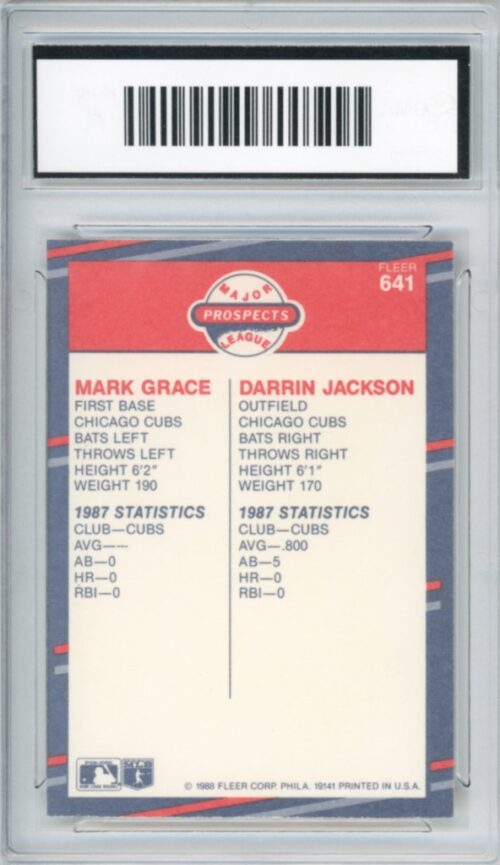 FLEER
641
MAJOR
PROSPECTS
LEAGUE
MARK GRACE
FIRST BASE
CHICAGO CUBS
BATS LEFT
THROWS LEFT
HEIGHT 6'2"
WEIGHT 190
1987 STATISTICS
CLUB—CUBS
AVG—---
AB—0
HR—0
RBI—0
DARRIN JACKSON
OUTFIELD
CHICAGO CUBS
BATS RIGHT
THROWS RIGHT
HEIGHT 6'1"
WEIGHT 170
1987 STATISTICS
CLUB—CUBS
AVG—.800
AB—5
HR—0
RBI—0
© 1988 FLEER CORP. PHILA. 19141 PRINTED IN U.S.A.